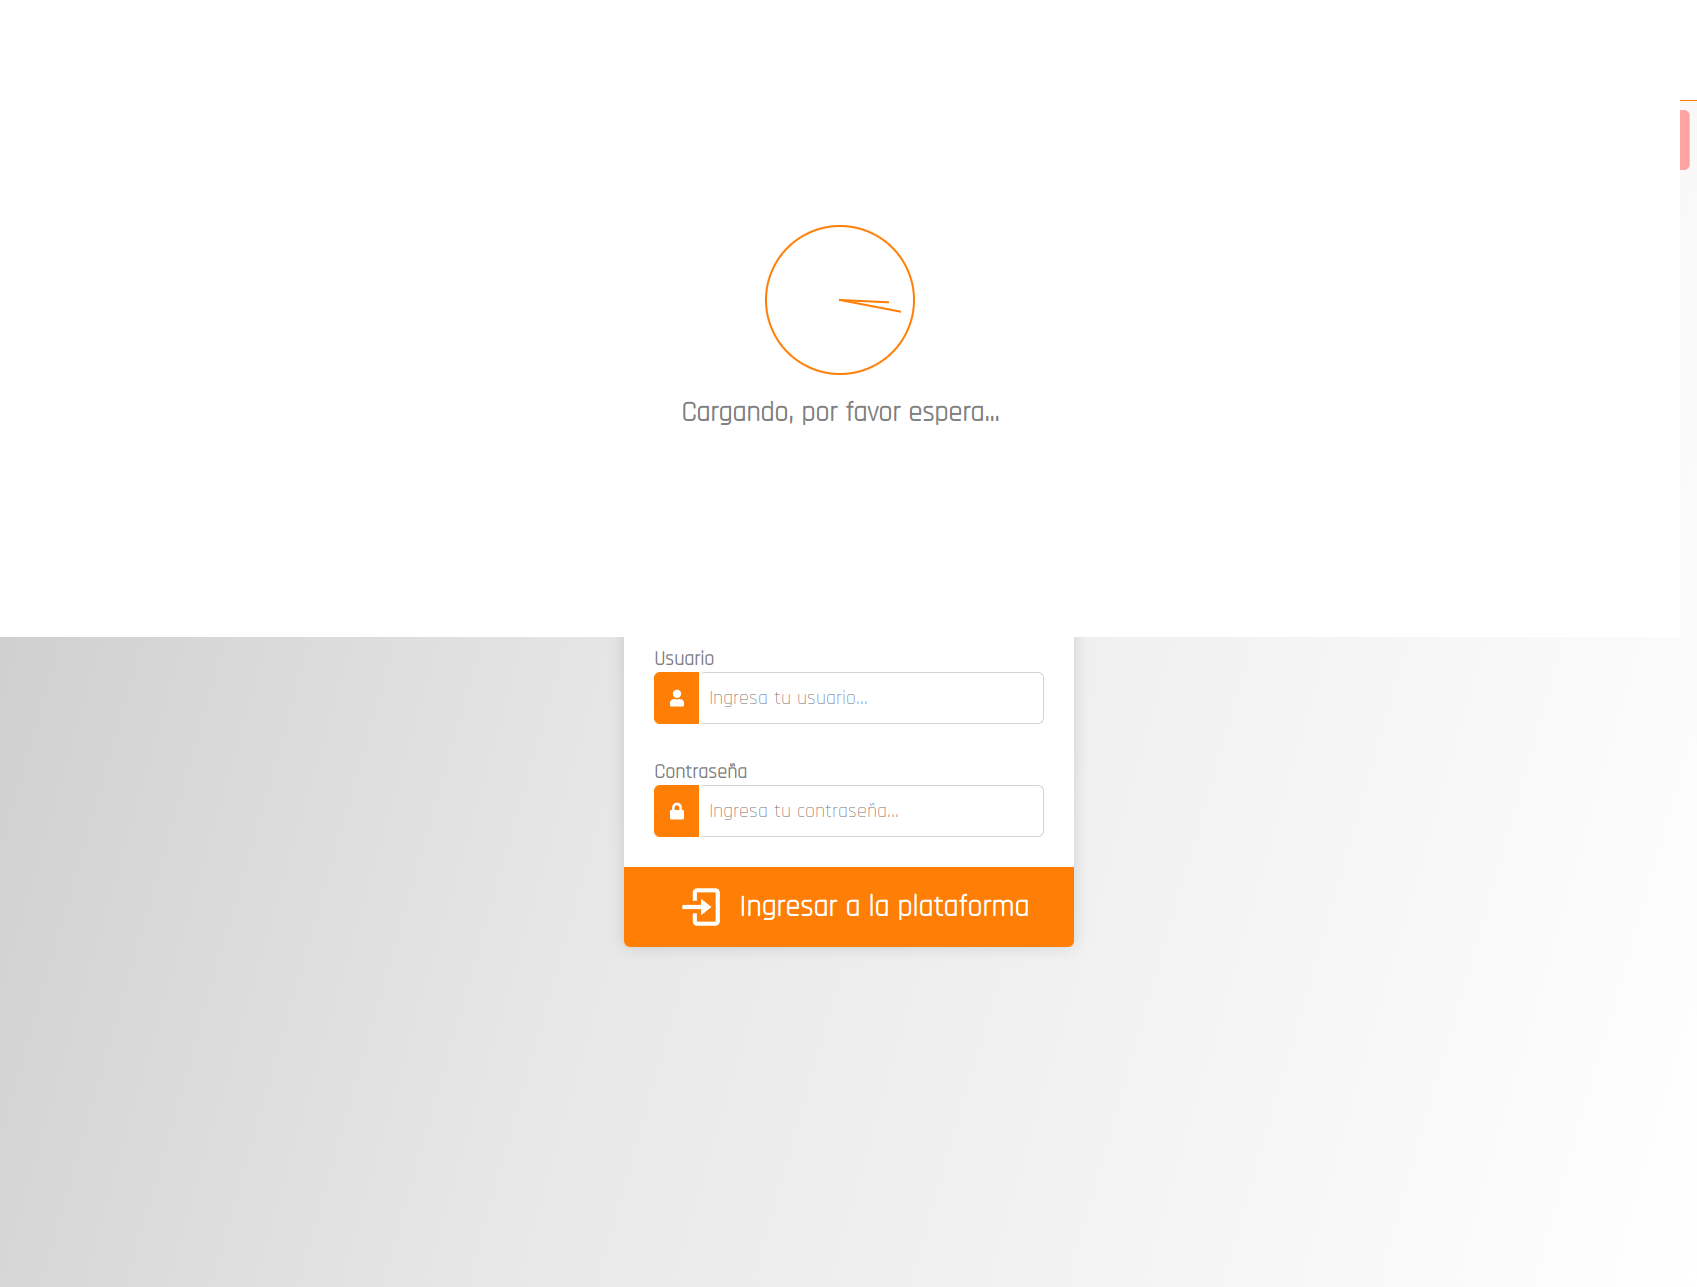 Cargando, por favor espera...
Usuario
Ingresa tu usuario...
Contraseña
Ingresa tu contraseña...
Ingresar a la plataforma